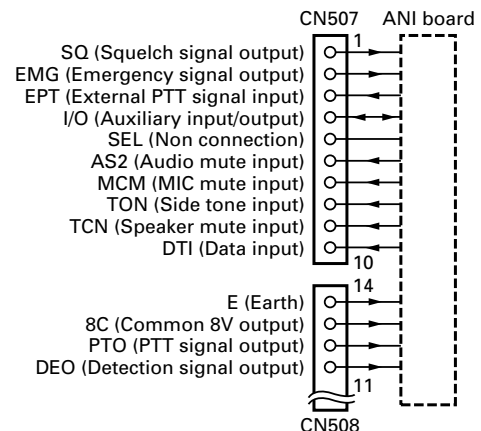 CN507 ANI board
1
SQ (Squelch signal output)
EMG (Emergency signal output)
EPT (External PTT signal input)
I/O (Auxiliary input/output)
SEL (Non connection)
AS2 (Audio mute input)
MCM (MIC mute input)
TON (Side tone input)
TCN (Speaker mute input)
DTI (Data input)
10
14
E (Earth)
8C (Common 8V output)
PTO (PTT signal output)
DEO (Detection signal output)
11
CN508